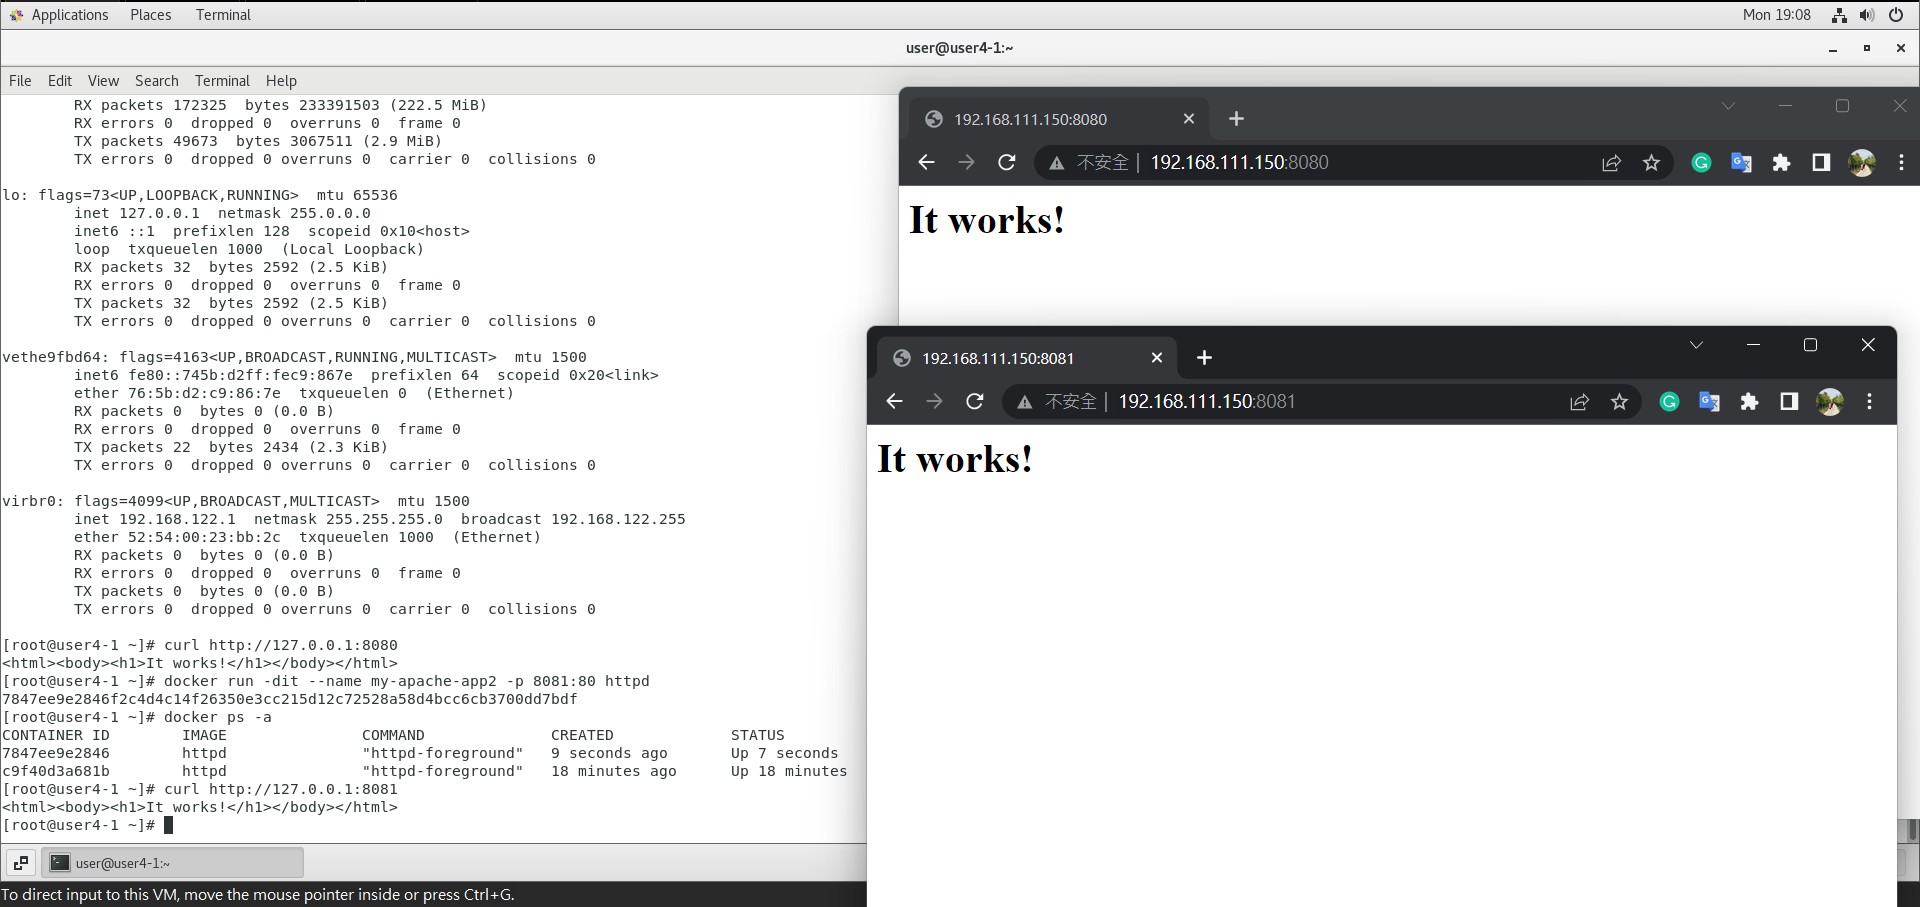 Applications Places Terminal Mon 19:08
user@user4-1:~
File Edit View Search Terminal Help
RX packets 172325 bytes 233391503 (222.5 MiB)
RX errors 0 dropped 0 overruns 0 frame 0
TX packets 49673 bytes 3067511 (2.9 MiB)
TX errors 0 dropped 0 overruns 0 carrier 0 collisions 0
lo: flags=73<UP,LOOPBACK,RUNNING> mtu 65536
inet 127.0.0.1 netmask 255.0.0.0
inet6 ::1 prefixlen 128 scopeid 0x10<host>
loop txqueuelen 1000 (Local Loopback)
RX packets 32 bytes 2592 (2.5 KiB)
RX errors 0 dropped 0 overruns 0 frame 0
TX packets 32 bytes 2592 (2.5 KiB)
TX errors 0 dropped 0 overruns 0 carrier 0 collisions 0
vethe9fbd64: flags=4163<UP,BROADCAST,RUNNING,MULTICAST> mtu 1500
inet6 fe80::745b:d2ff:fec9:867e prefixlen 64 scopeid 0x20<link>
ether 76:5b:d2:c9:86:7e txqueuelen 0 (Ethernet)
RX packets 0 bytes 0 (0.0 B)
RX errors 0 dropped 0 overruns 0 frame 0
TX packets 22 bytes 2434 (2.3 KiB)
TX errors 0 dropped 0 overruns 0 carrier 0 collisions 0
virbr0: flags=4099<UP,BROADCAST,MULTICAST> mtu 1500
inet 192.168.122.1 netmask 255.255.255.0 broadcast 192.168.122.255
ether 52:54:00:23:bb:2c txqueuelen 1000 (Ethernet)
RX packets 0 bytes 0 (0.0 B)
RX errors 0 dropped 0 overruns 0 frame 0
TX packets 0 bytes 0 (0.0 B)
TX errors 0 dropped 0 overruns 0 carrier 0 collisions 0
[root@user4-1 ~]# curl http://127.0.0.1:8080
<html><body><h1>It works!</h1></body></html>
[root@user4-1 ~]# docker run -dit --name my-apache-app2 -p 8081:80 httpd
7847ee9e2846f2c4d4c14f26350e3cc215d12c72528a58d4bcc6cb3700dd7bdf
[root@user4-1 ~]# docker ps -a
CONTAINER ID IMAGE COMMAND CREATED STATUS
7847ee9e2846 httpd "httpd-foreground" 9 seconds ago Up 7 seconds
c9f40d3a681b httpd "httpd-foreground" 18 minutes ago Up 18 minutes
[root@user4-1 ~]# curl http://127.0.0.1:8081
<html><body><h1>It works!</h1></body></html>
[root@user4-1 ~]#
user@user4-1:~
To direct input to this VM, move the mouse pointer inside or press Ctrl+G.
192.168.111.150:8080
不安全 | 192.168.111.150:8080
It works!
192.168.111.150:8081
不安全 | 192.168.111.150:8081
It works!